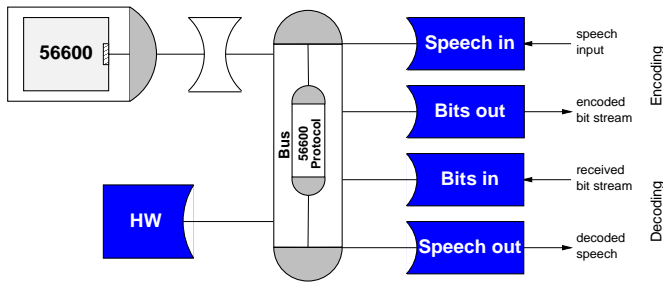 56600
Speech in
speech
input
Encoding
Bits out
encoded
bit stream
Bus
56600
Protocol
Bits in
received
bit stream
Decoding
HW
Speech out
decoded
speech